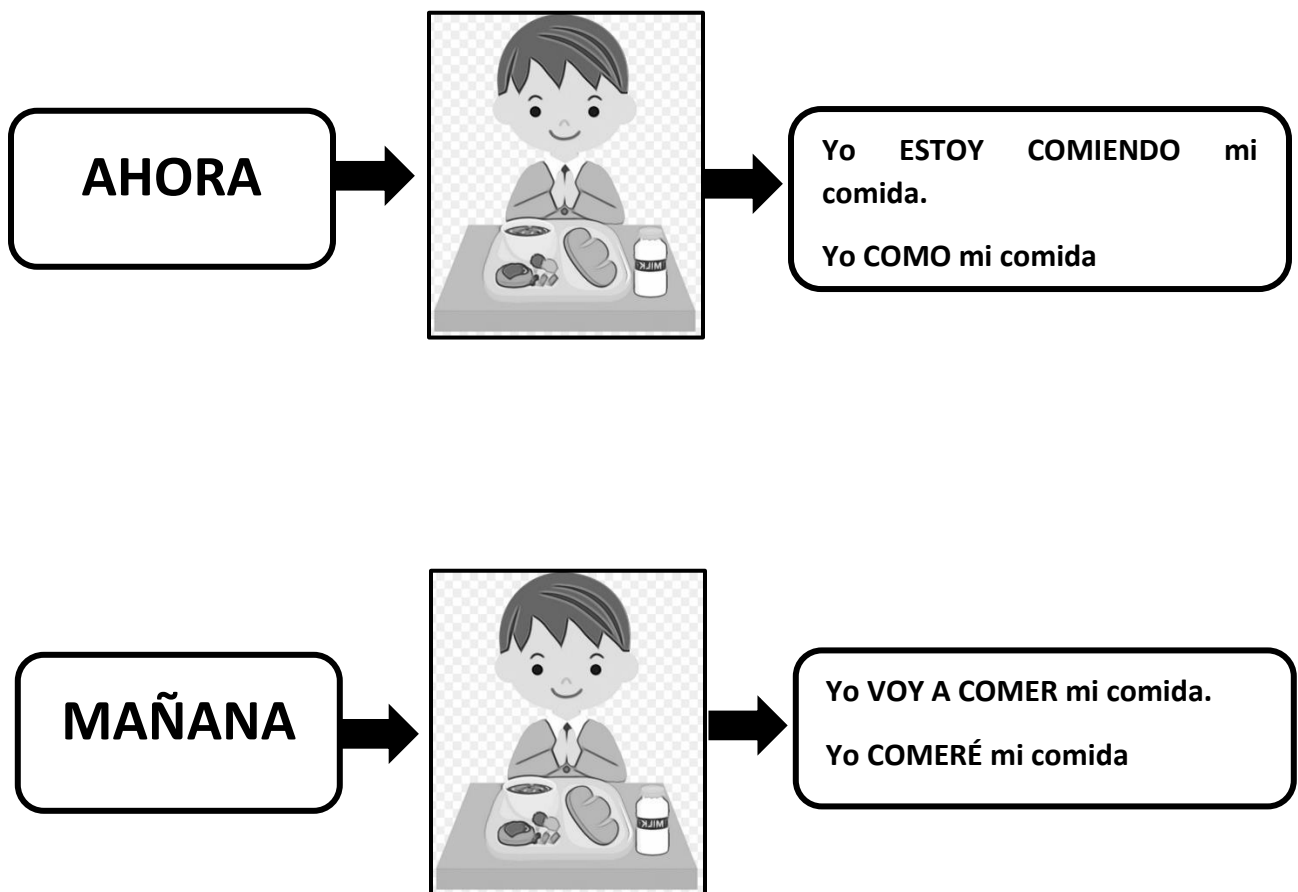 AHORA
Yo ESTOY COMIENDO mi
comida.
Yo COMO mi comida
MILK
MAÑANA
Yo VOY A COMER mi comida.
Yo COMERÉ mi comida
MILK